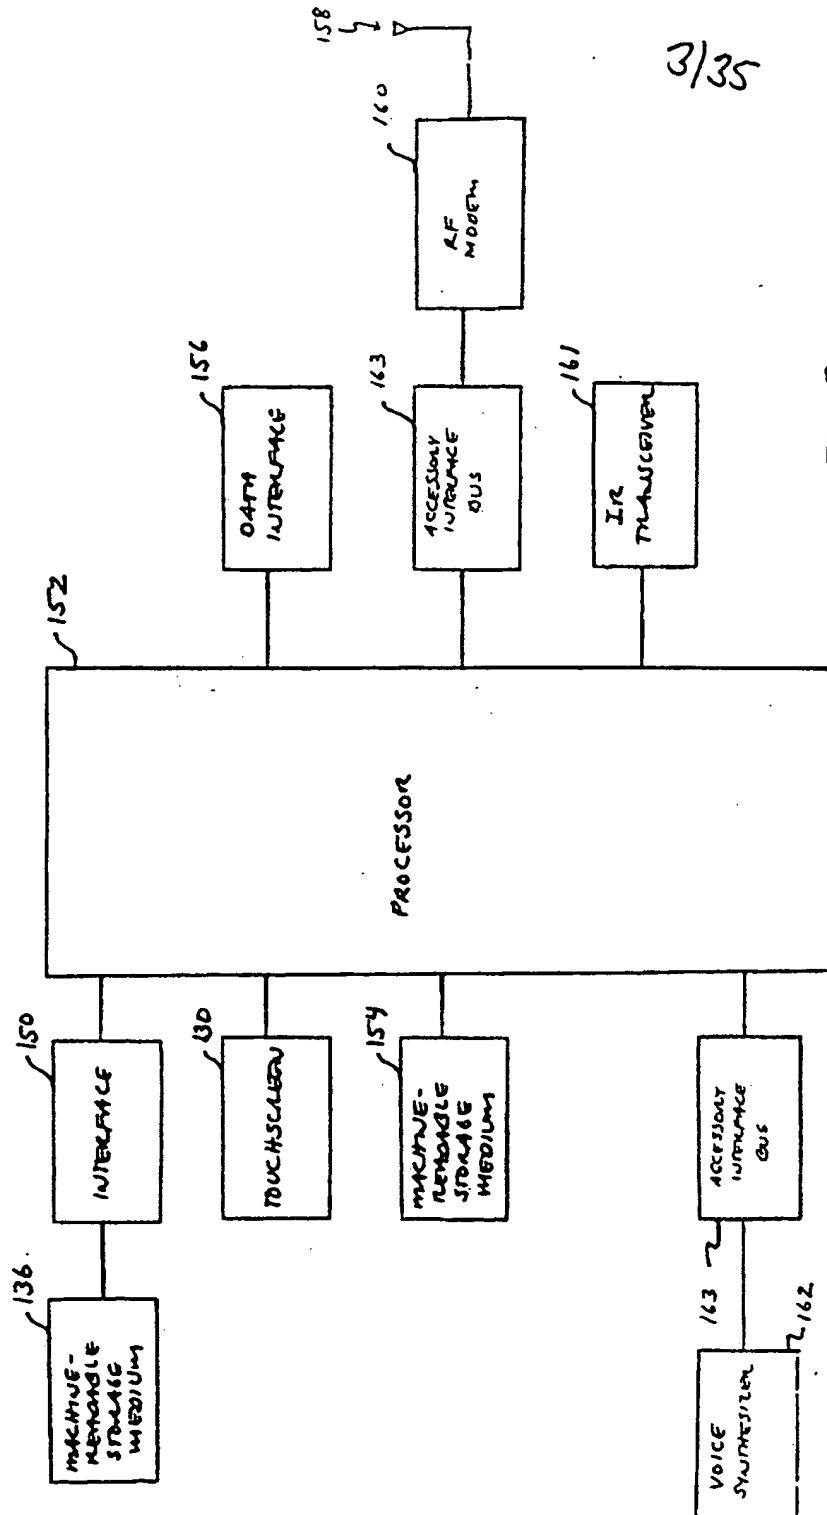 3/35
158
160
RF
MODEM
156
DATA
INTERFACE
163
ACCESSORY
INTERFACE
BUS
161
IR
TRANSCEIVER
152
PROCESSOR
150
INTERFACE
130
TOUCHSCREEN
154
MACHINE-
READABLE
STORAGE
MEDIUM
ACCESSORY
INTERFACE
BUS
163
136
MACHINE-
READABLE
STORAGE
MEDIUM
162
VOICE
SYNTHESIZER